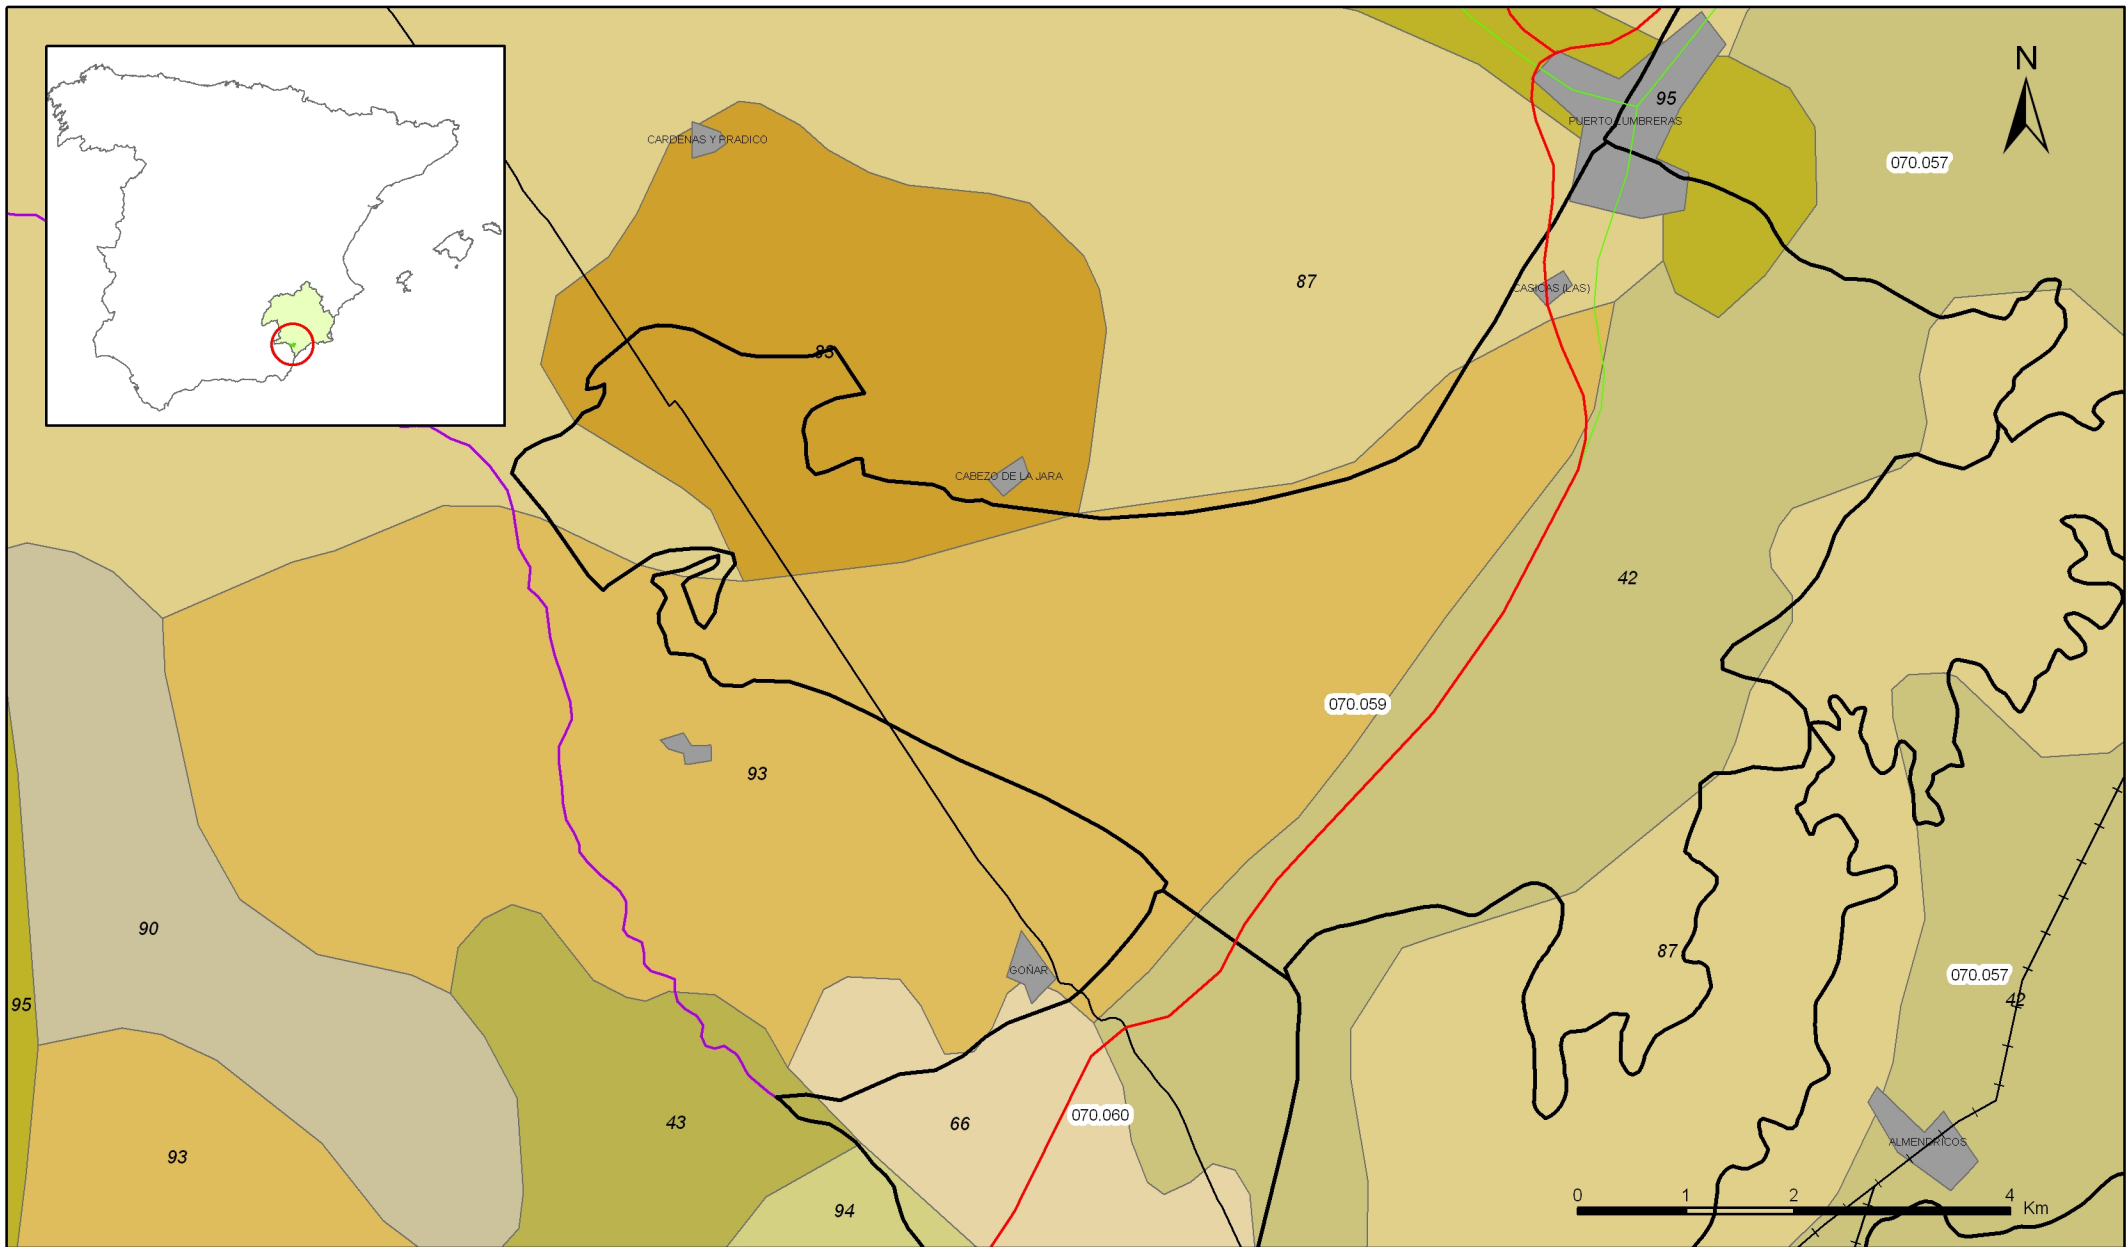 N
95
PUERTO LUMBRERAS
CARDENAS Y PRADICO
070.057
87
CASICAS (LAS)
83
CABEZO DE LA JARA
42
070.059
93
90
GOÑAR
87
070.057
42
95
070.060
43
66
ALMENDRICOS
93
94
0 1 2 4 Km